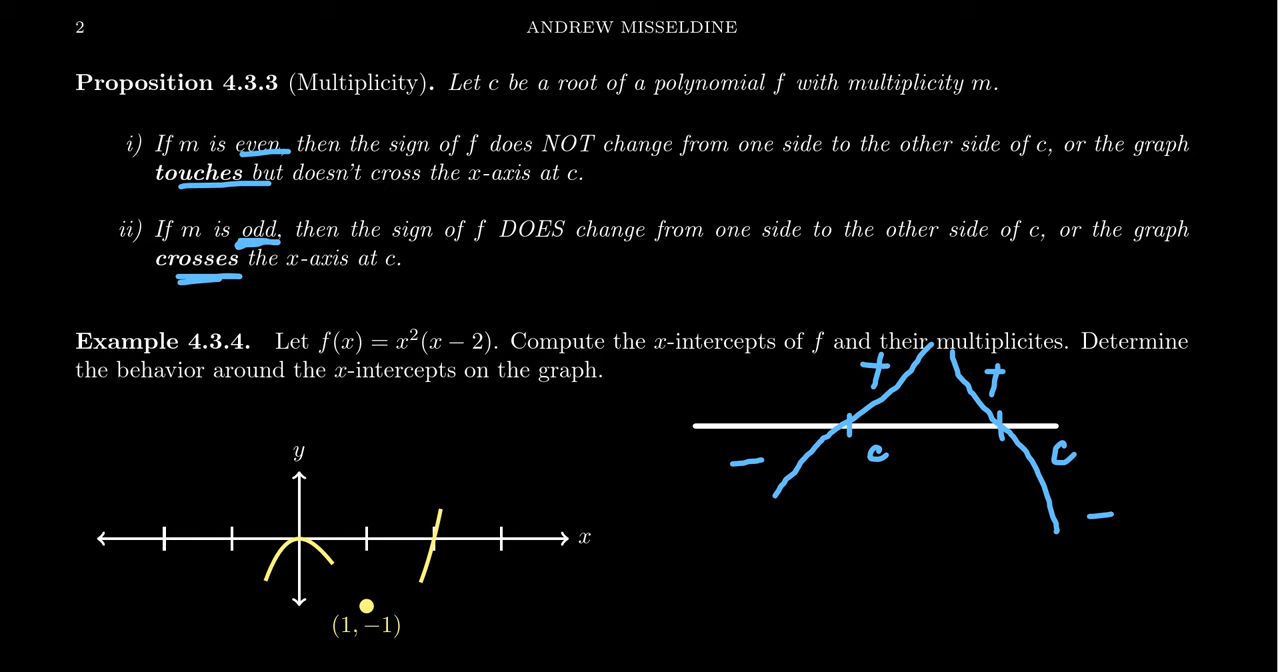 2 ANDREW MISSELDINE
Proposition 4.3.3 (Multiplicity). Let c be a root of a polynomial f with multiplicity m.
i) If m is even, then the sign of f does NOT change from one side to the other side of c, or the graph
touches but doesn't cross the x-axis at c.
ii) If m is odd, then the sign of f DOES change from one side to the other side of c, or the graph
crosses the x-axis at c.
Example 4.3.4. Let f(x) = x²(x − 2). Compute the x-intercepts of f and their multiplicites. Determine
the behavior around the x-intercepts on the graph.
+ +
c c
− −
y
x
(1, −1)